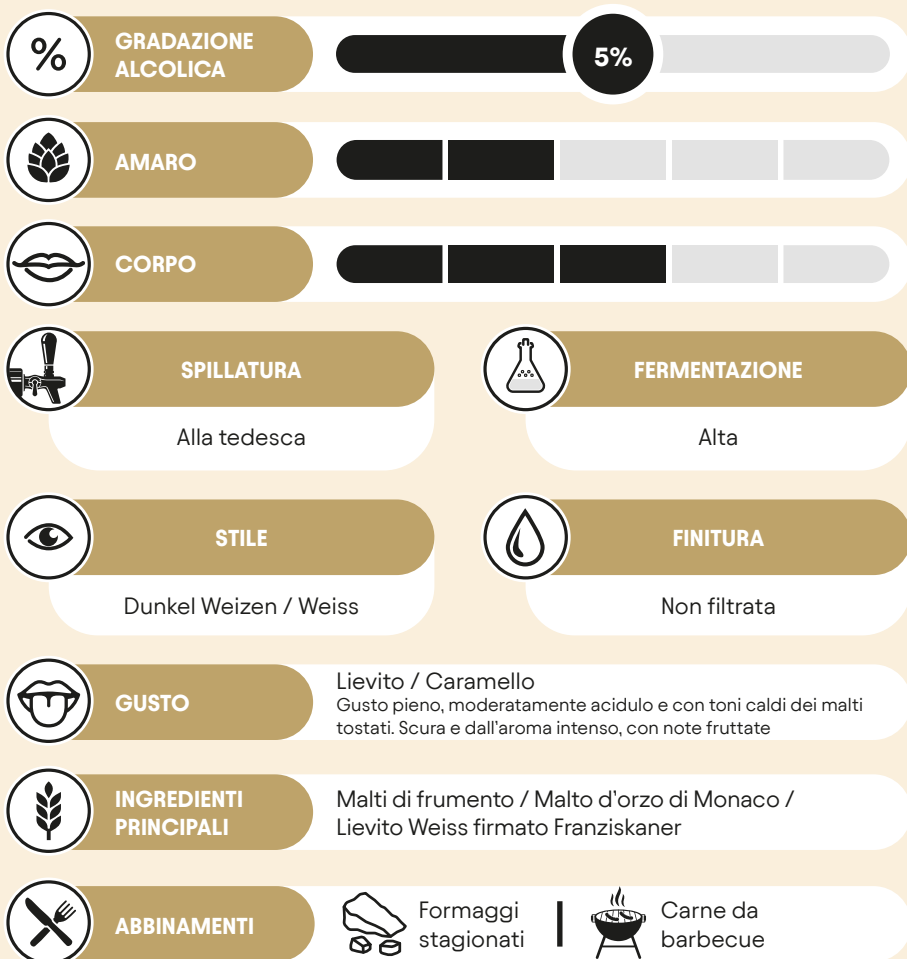 GRADAZIONE
ALCOLICA
5%
AMARO
CORPO
SPILLATURA
Alla tedesca
FERMENTAZIONE
Alta
STILE
Dunkel Weizen / Weiss
FINITURA
Non filtrata
GUSTO
Lievito / Caramello
Gusto pieno, moderatamente acidulo e con toni caldi dei malti
tostati. Scura e dall'aroma intenso, con note fruttate
INGREDIENTI
PRINCIPALI
Malti di frumento / Malto d'orzo di Monaco /
Lievito Weiss firmato Franziskaner
ABBINAMENTI
Formaggi
stagionati
Carne da
barbecue